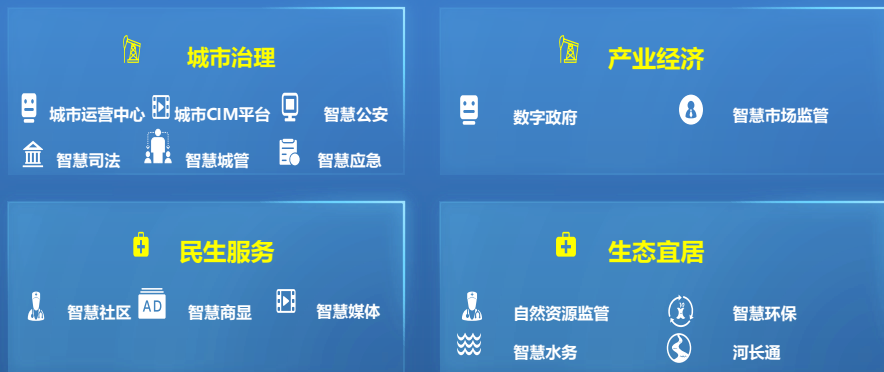 城市治理
城市运营中心 城市CIM平台 智慧公安
智慧司法 智慧城管 智慧应急
产业经济
数字政府 智慧市场监管
民生服务
智慧社区 AD 智慧商显 智慧媒体
生态宜居
自然资源监管 智慧环保
智慧水务 河长通